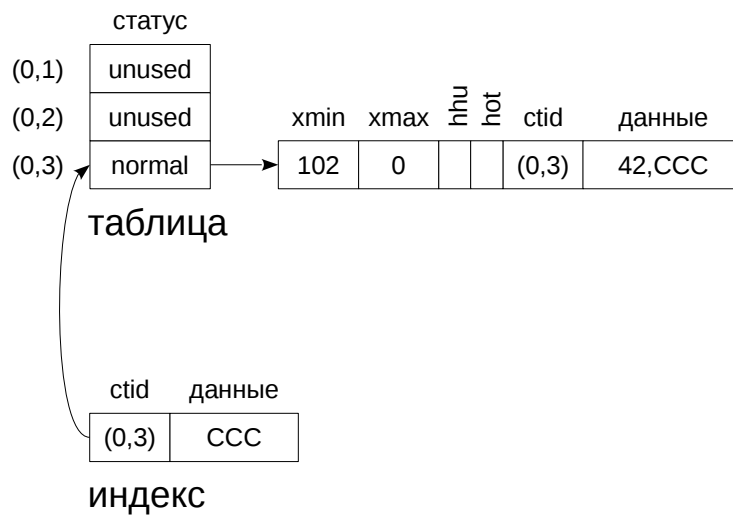 статус
(0,1) unused
(0,2) unused
xmin xmax hhu hot ctid данные
(0,3) normal 102 0 (0,3) 42,CCC
таблица
ctid данные
(0,3) CCC
индекс